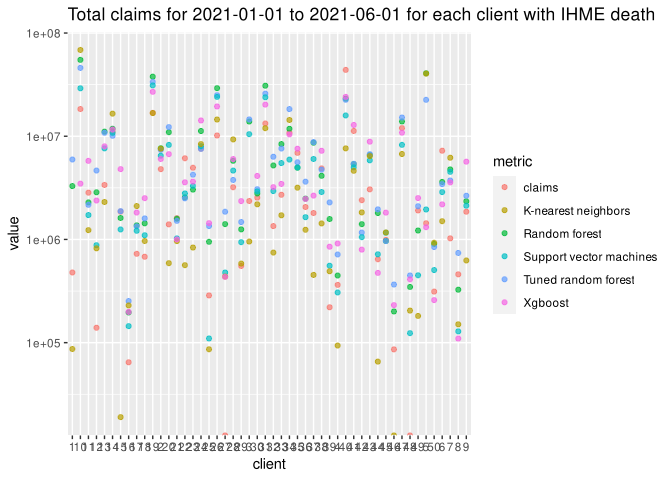 Total claims for 2021-01-01 to 2021-06-01 for each client with IHME death
1e+08
1e+07
1e+06
1e+05
value
client
metric
claims
K-nearest neighbors
Random forest
Support vector machines
Tuned random forest
Xgboost